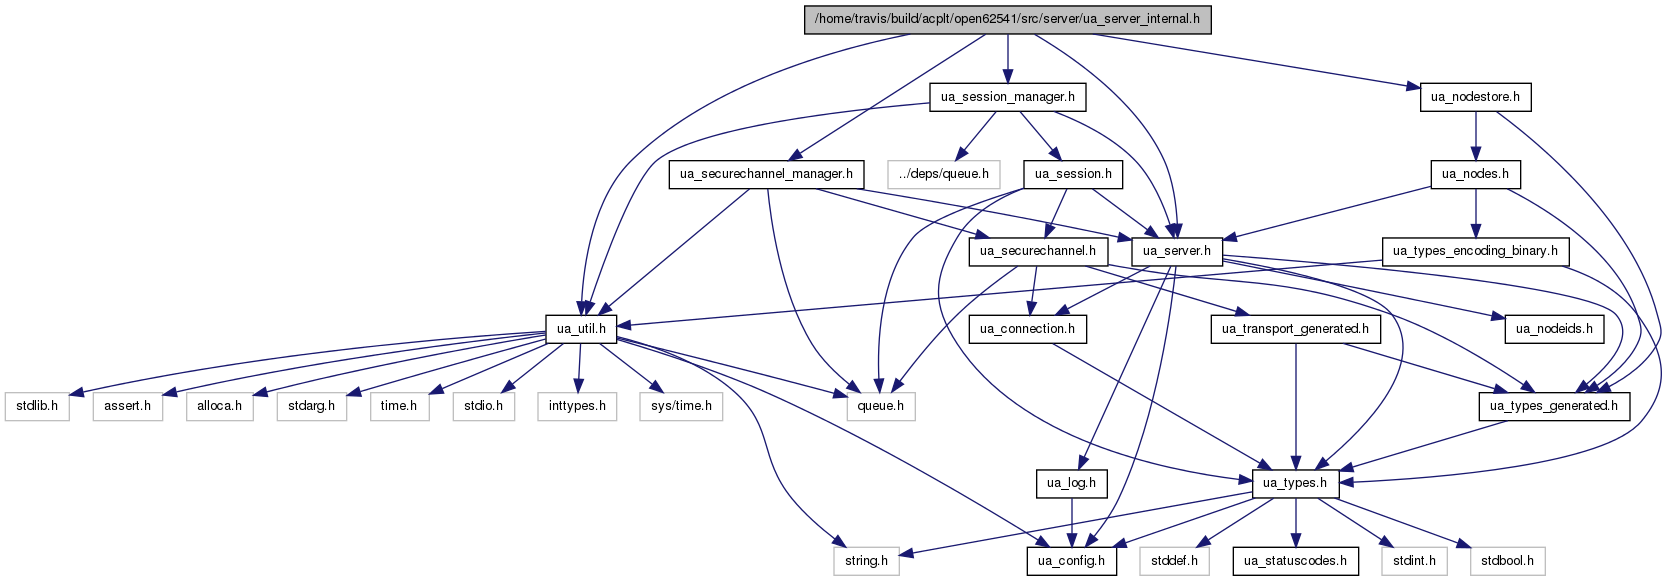 /home/travis/build/acplt/open62541/src/server/ua_server_internal.h
ua_session_manager.h
ua_nodestore.h
ua_securechannel_manager.h
../deps/queue.h
ua_session.h
ua_nodes.h
ua_securechannel.h
ua_server.h
ua_types_encoding_binary.h
ua_util.h
ua_connection.h
ua_transport_generated.h
ua_nodeids.h
stdlib.h
assert.h
alloca.h
stdarg.h
time.h
stdio.h
inttypes.h
sys/time.h
queue.h
ua_types_generated.h
ua_log.h
ua_types.h
string.h
ua_config.h
stddef.h
ua_statuscodes.h
stdint.h
stdbool.h